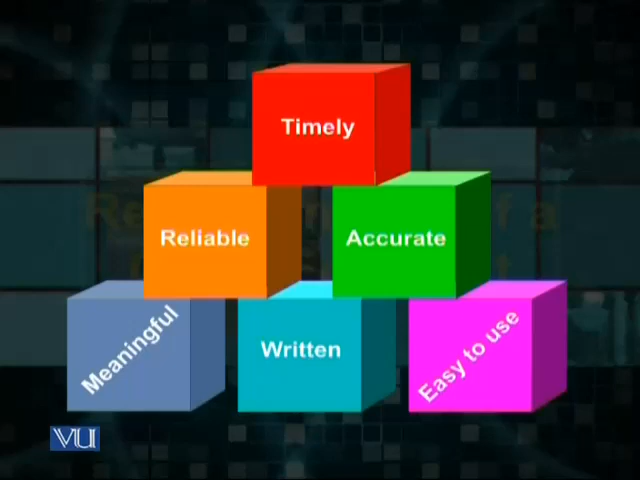 Timely
Reliable
Accurate
Meaningful
Written
Easy to use
VU